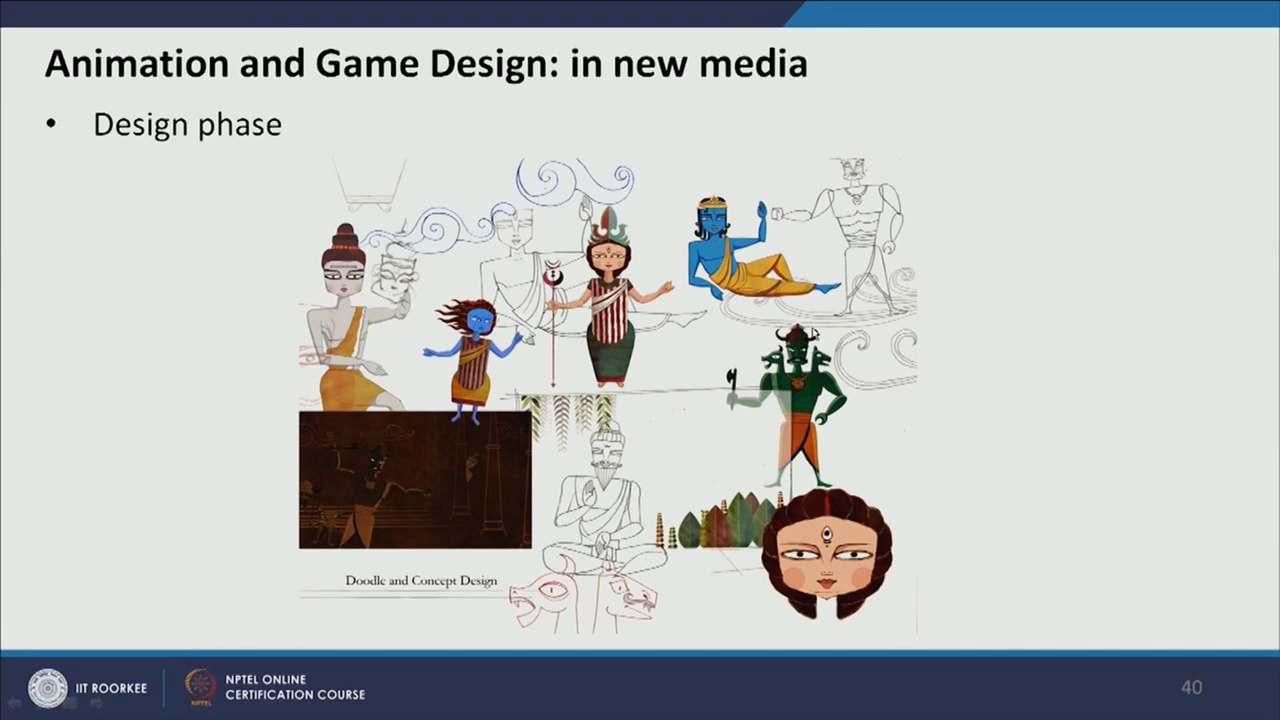 Animation and Game Design: in new media
• Design phase
Doodle and Concept Design
IIT ROORKEE
NPTEL
NPTEL ONLINE
CERTIFICATION COURSE
40